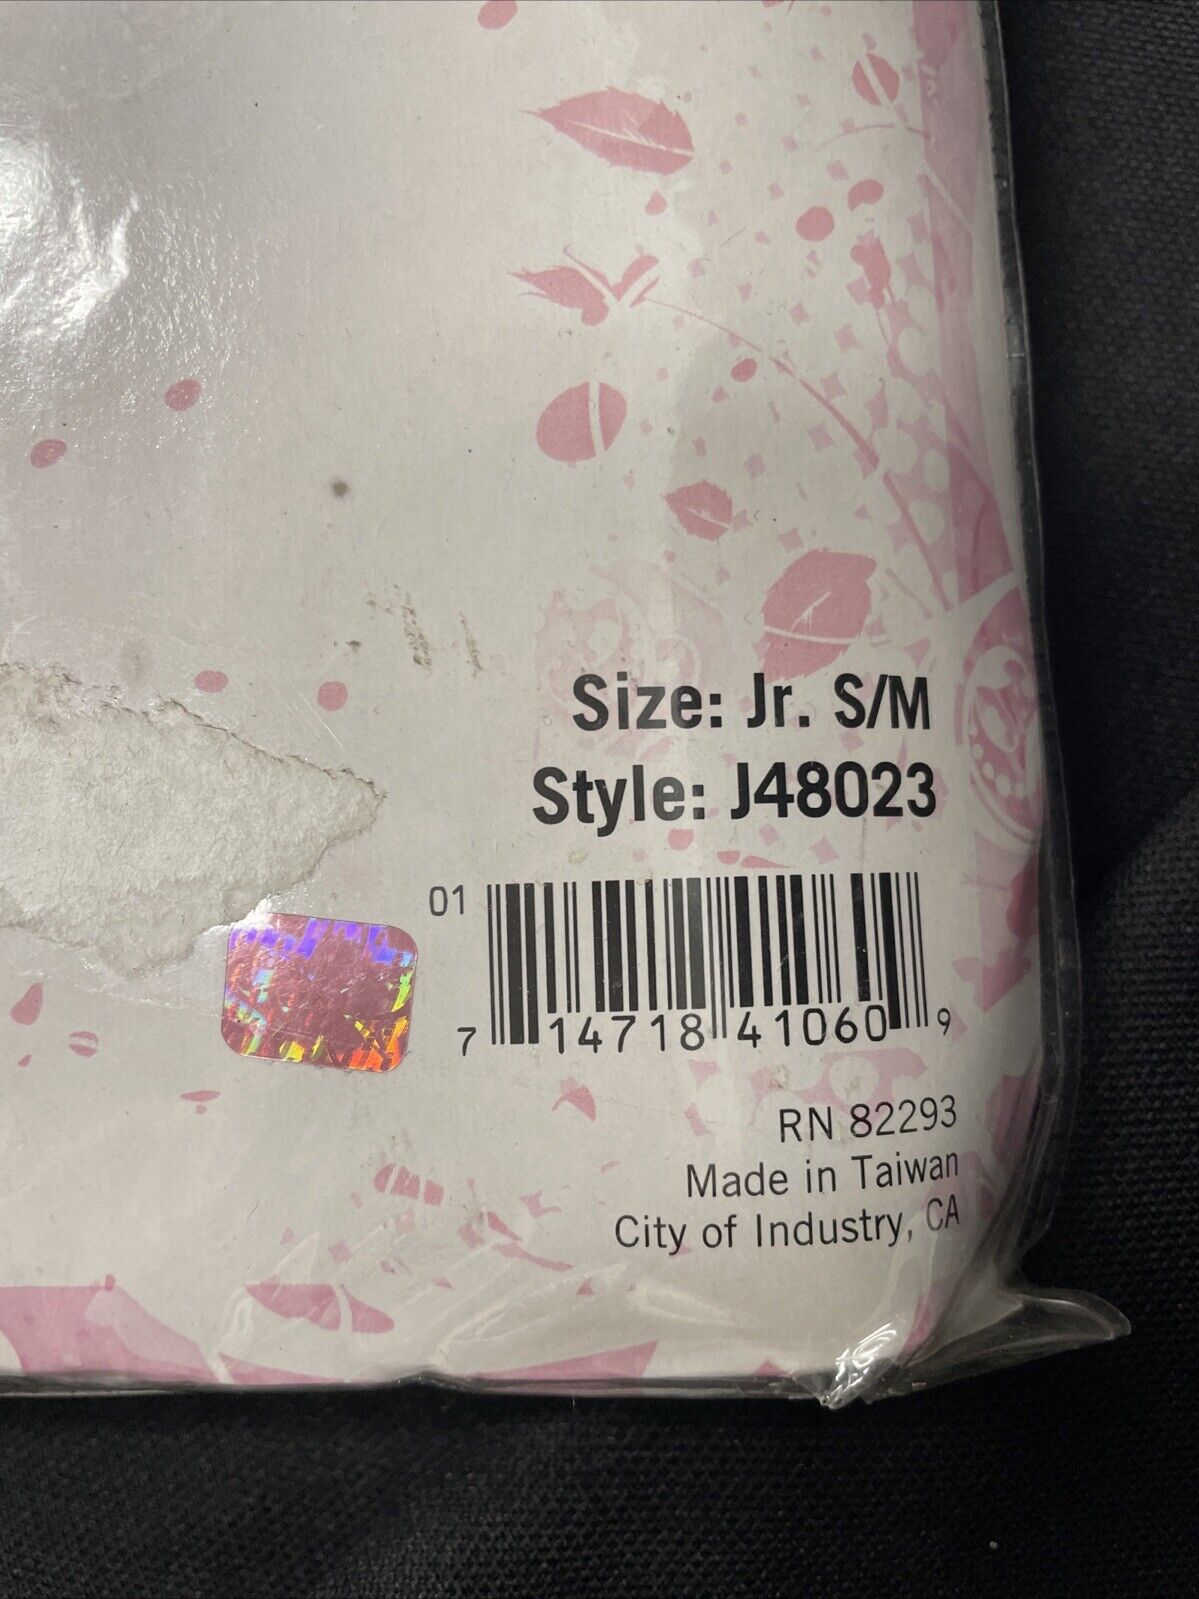 Size: Jr. S/M
Style: J48023
01
7 14718 41060 9
RN 82293
Made in Taiwan
City of Industry, CA